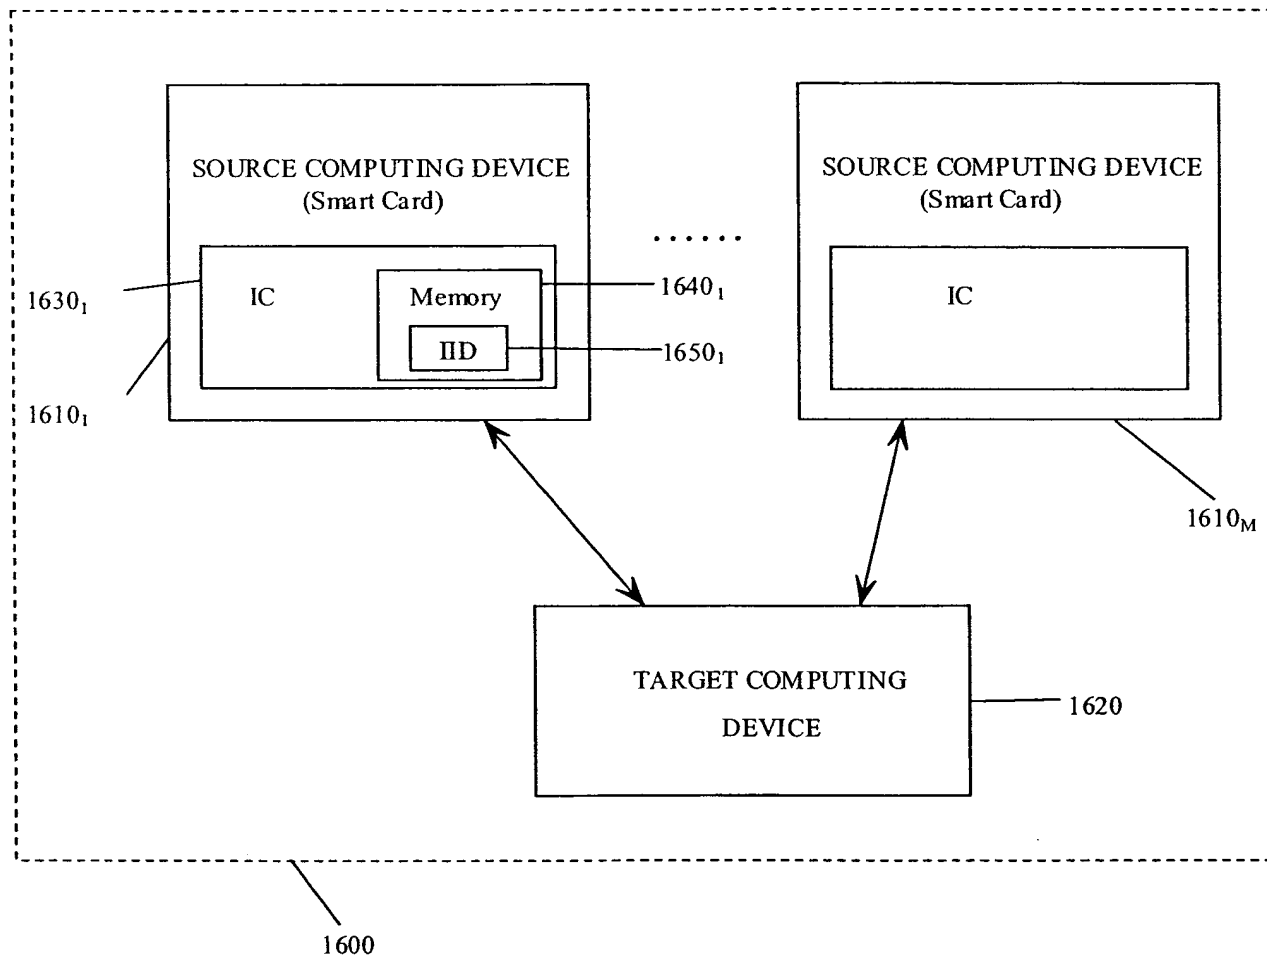 SOURCE COMPUTING DEVICE
(Smart Card)
IC
Memory
IID
1630₁
1610₁
1640₁
1650₁
......
SOURCE COMPUTING DEVICE
(Smart Card)
IC
1610M
TARGET COMPUTING
DEVICE
1620
1600